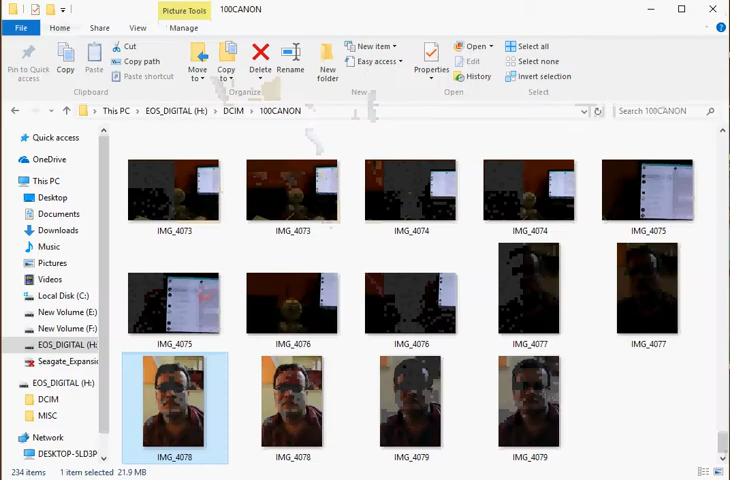 Picture Tools
100CANON
File
Home
Share
View
Manage
Pin to Quick
access
Copy
Paste
Cut
Copy path
Paste shortcut
Move
to
Copy
to
Delete
Rename
New
folder
New item
Easy access
Properties
Open
Edit
History
Select all
Select none
Invert selection
Clipboard
Organize
New
Select
This PC > EOS_DIGITAL (H:) > DCIM > 100CANON
Search 100CANON
Quick access
OneDrive
This PC
Desktop
Documents
Downloads
Music
Pictures
Videos
Local Disk (C:)
New Volume (E:)
New Volume (F:)
EOS_DIGITAL (H:
Seagate_Expansi
EOS_DIGITAL (H:)
DCIM
MISC
Network
DESKTOP-5LD3P
IMG_4073
IMG_4073
IMG_4074
IMG_4074
IMG_4075
IMG_4075
IMG_4076
IMG_4076
IMG_4077
IMG_4077
IMG_4078
IMG_4078
IMG_4079
IMG_4079
234 items
1 item selected 21.9 MB